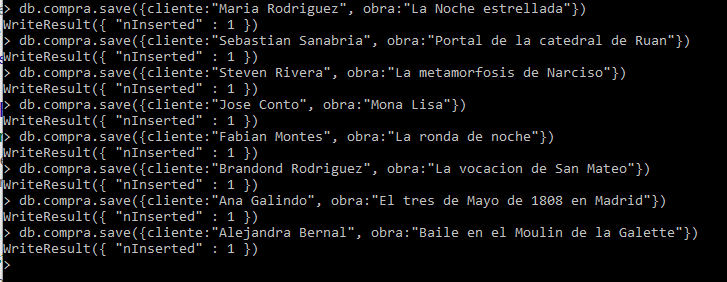 > db.compra.save({cliente:"Maria Rodriguez", obra:"La Noche estrellada"})
WriteResult({ "nInserted" : 1 })
> db.compra.save({cliente:"Sebastian Sanabria", obra:"Portal de la catedral de Ruan"})
WriteResult({ "nInserted" : 1 })
> db.compra.save({cliente:"Steven Rivera", obra:"La metamorfosis de Narciso"})
WriteResult({ "nInserted" : 1 })
> db.compra.save({cliente:"Jose Conto", obra:"Mona Lisa"})
WriteResult({ "nInserted" : 1 })
> db.compra.save({cliente:"Fabian Montes", obra:"La ronda de noche"})
WriteResult({ "nInserted" : 1 })
> db.compra.save({cliente:"Brandond Rodriguez", obra:"La vocacion de San Mateo"})
WriteResult({ "nInserted" : 1 })
> db.compra.save({cliente:"Ana Galindo", obra:"El tres de Mayo de 1808 en Madrid"})
WriteResult({ "nInserted" : 1 })
> db.compra.save({cliente:"Alejandra Bernal", obra:"Baile en el Moulin de la Galette"})
WriteResult({ "nInserted" : 1 })
>